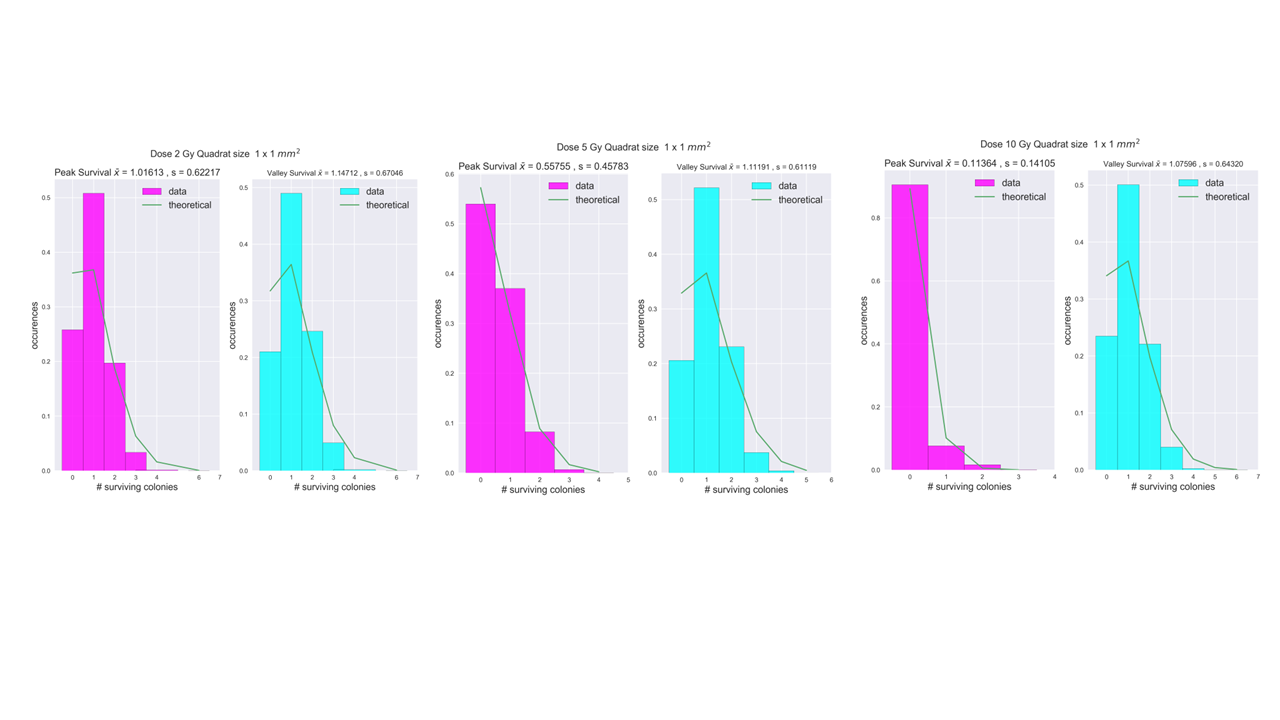 Dose 2 Gy Quadrat size 1 x 1 mm²
Peak Survival x̄ = 1.01613 , s = 0.62217
data
theoretical
0.5
0.4
0.3
0.2
0.1
0.0
occurences
0 1 2 3 4 6 7
# surviving colonies
Valley Survival x̄ = 1.14712 , s = 0.67046
data
theoretical
0.5
0.4
0.3
0.2
0.1
0.0
occurences
0 1 2 3 4 6 7
# surviving colonies
Dose 5 Gy Quadrat size 1 x 1 mm²
Peak Survival x̄ = 0.55755 , s = 0.45783
data
theoretical
0.6
0.5
0.4
0.3
0.2
0.1
0.0
occurences
0 1 2 3 4 5
# surviving colonies
Valley Survival x̄ = 1.11191 , s = 0.61119
data
theoretical
0.5
0.4
0.3
0.2
0.1
0.0
occurences
0 1 2 3 4 5 6
# surviving colonies
Dose 10 Gy Quadrat size 1 x 1 mm²
Peak Survival x̄ = 0.11364 , s = 0.14105
data
theoretical
0.8
0.6
0.4
0.2
0.0
occurences
0 1 2 3 4
# surviving colonies
Valley Survival x̄ = 1.07596 , s = 0.64320
data
theoretical
0.5
0.4
0.3
0.2
0.1
0.0
occurences
0 1 2 3 4 5 6 7
# surviving colonies